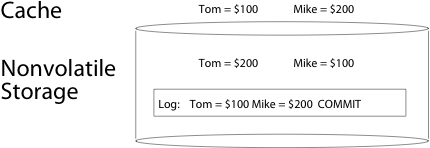 Cache Tom = $100 Mike = $200
Nonvolatile Tom = $200 Mike = $100
Storage
Log: Tom = $100 Mike = $200 COMMIT